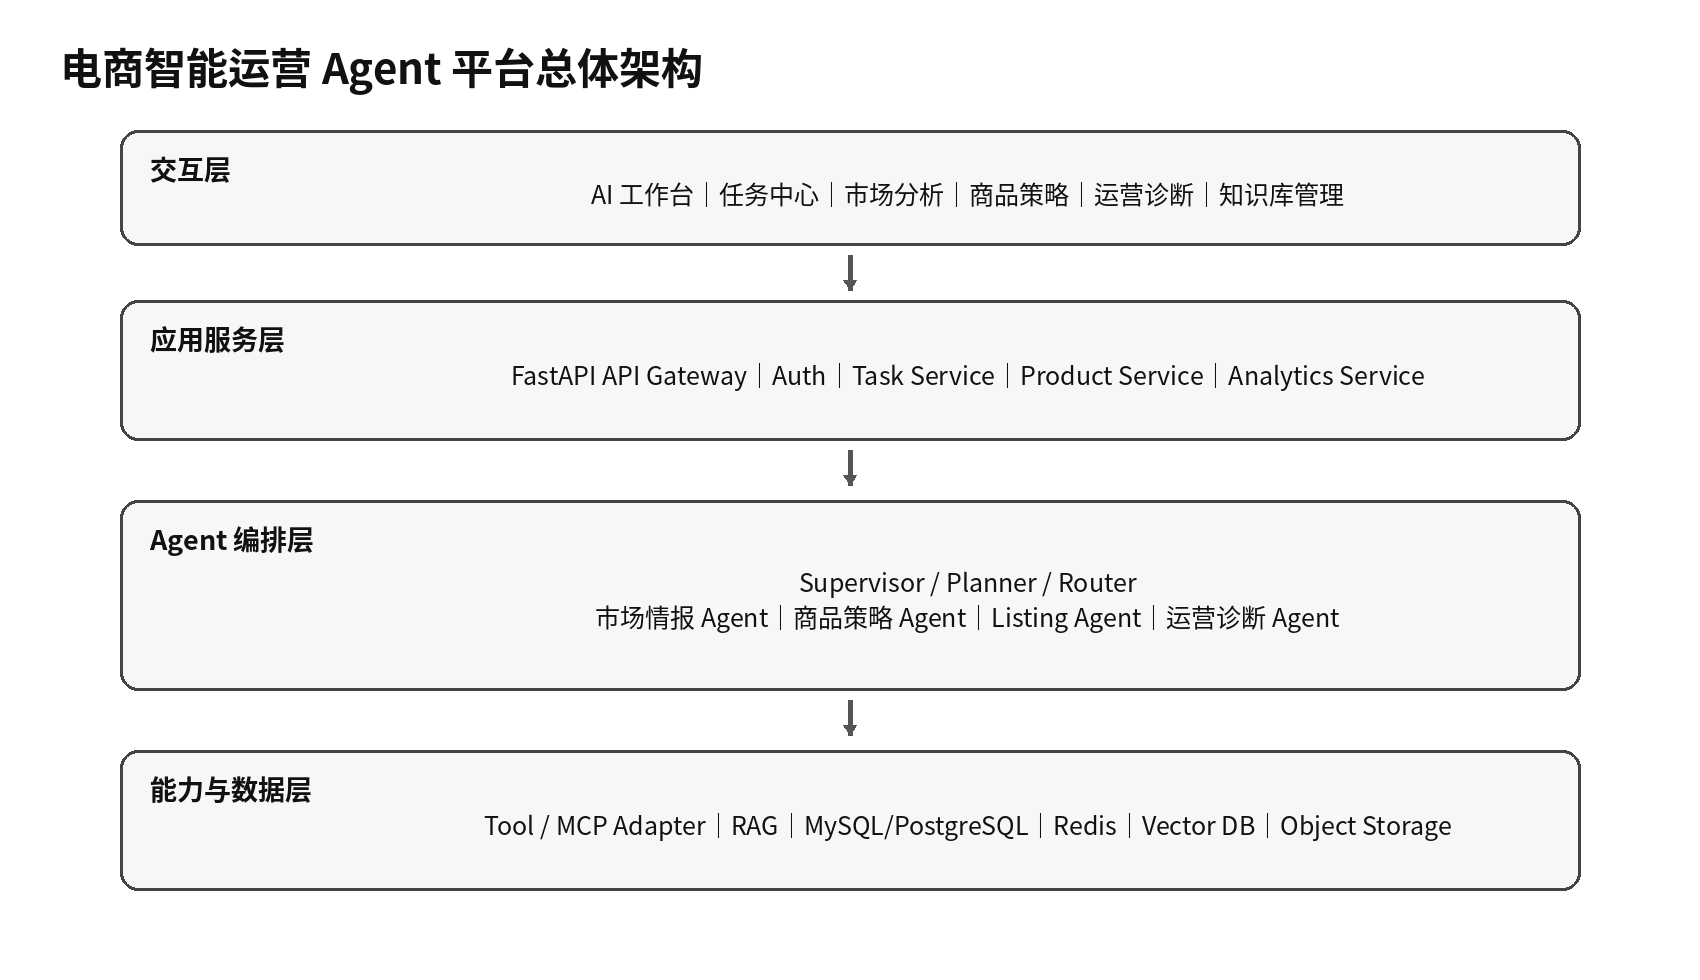 电商智能运营 Agent 平台总体架构
交互层
AI 工作台｜任务中心｜市场分析｜商品策略｜运营诊断｜知识库管理
应用服务层
FastAPI API Gateway｜Auth｜Task Service｜Product Service｜Analytics Service
Agent 编排层
Supervisor / Planner / Router
市场情报 Agent｜商品策略 Agent｜Listing Agent｜运营诊断 Agent
能力与数据层
Tool / MCP Adapter｜RAG｜MySQL/PostgreSQL｜Redis｜Vector DB｜Object Storage